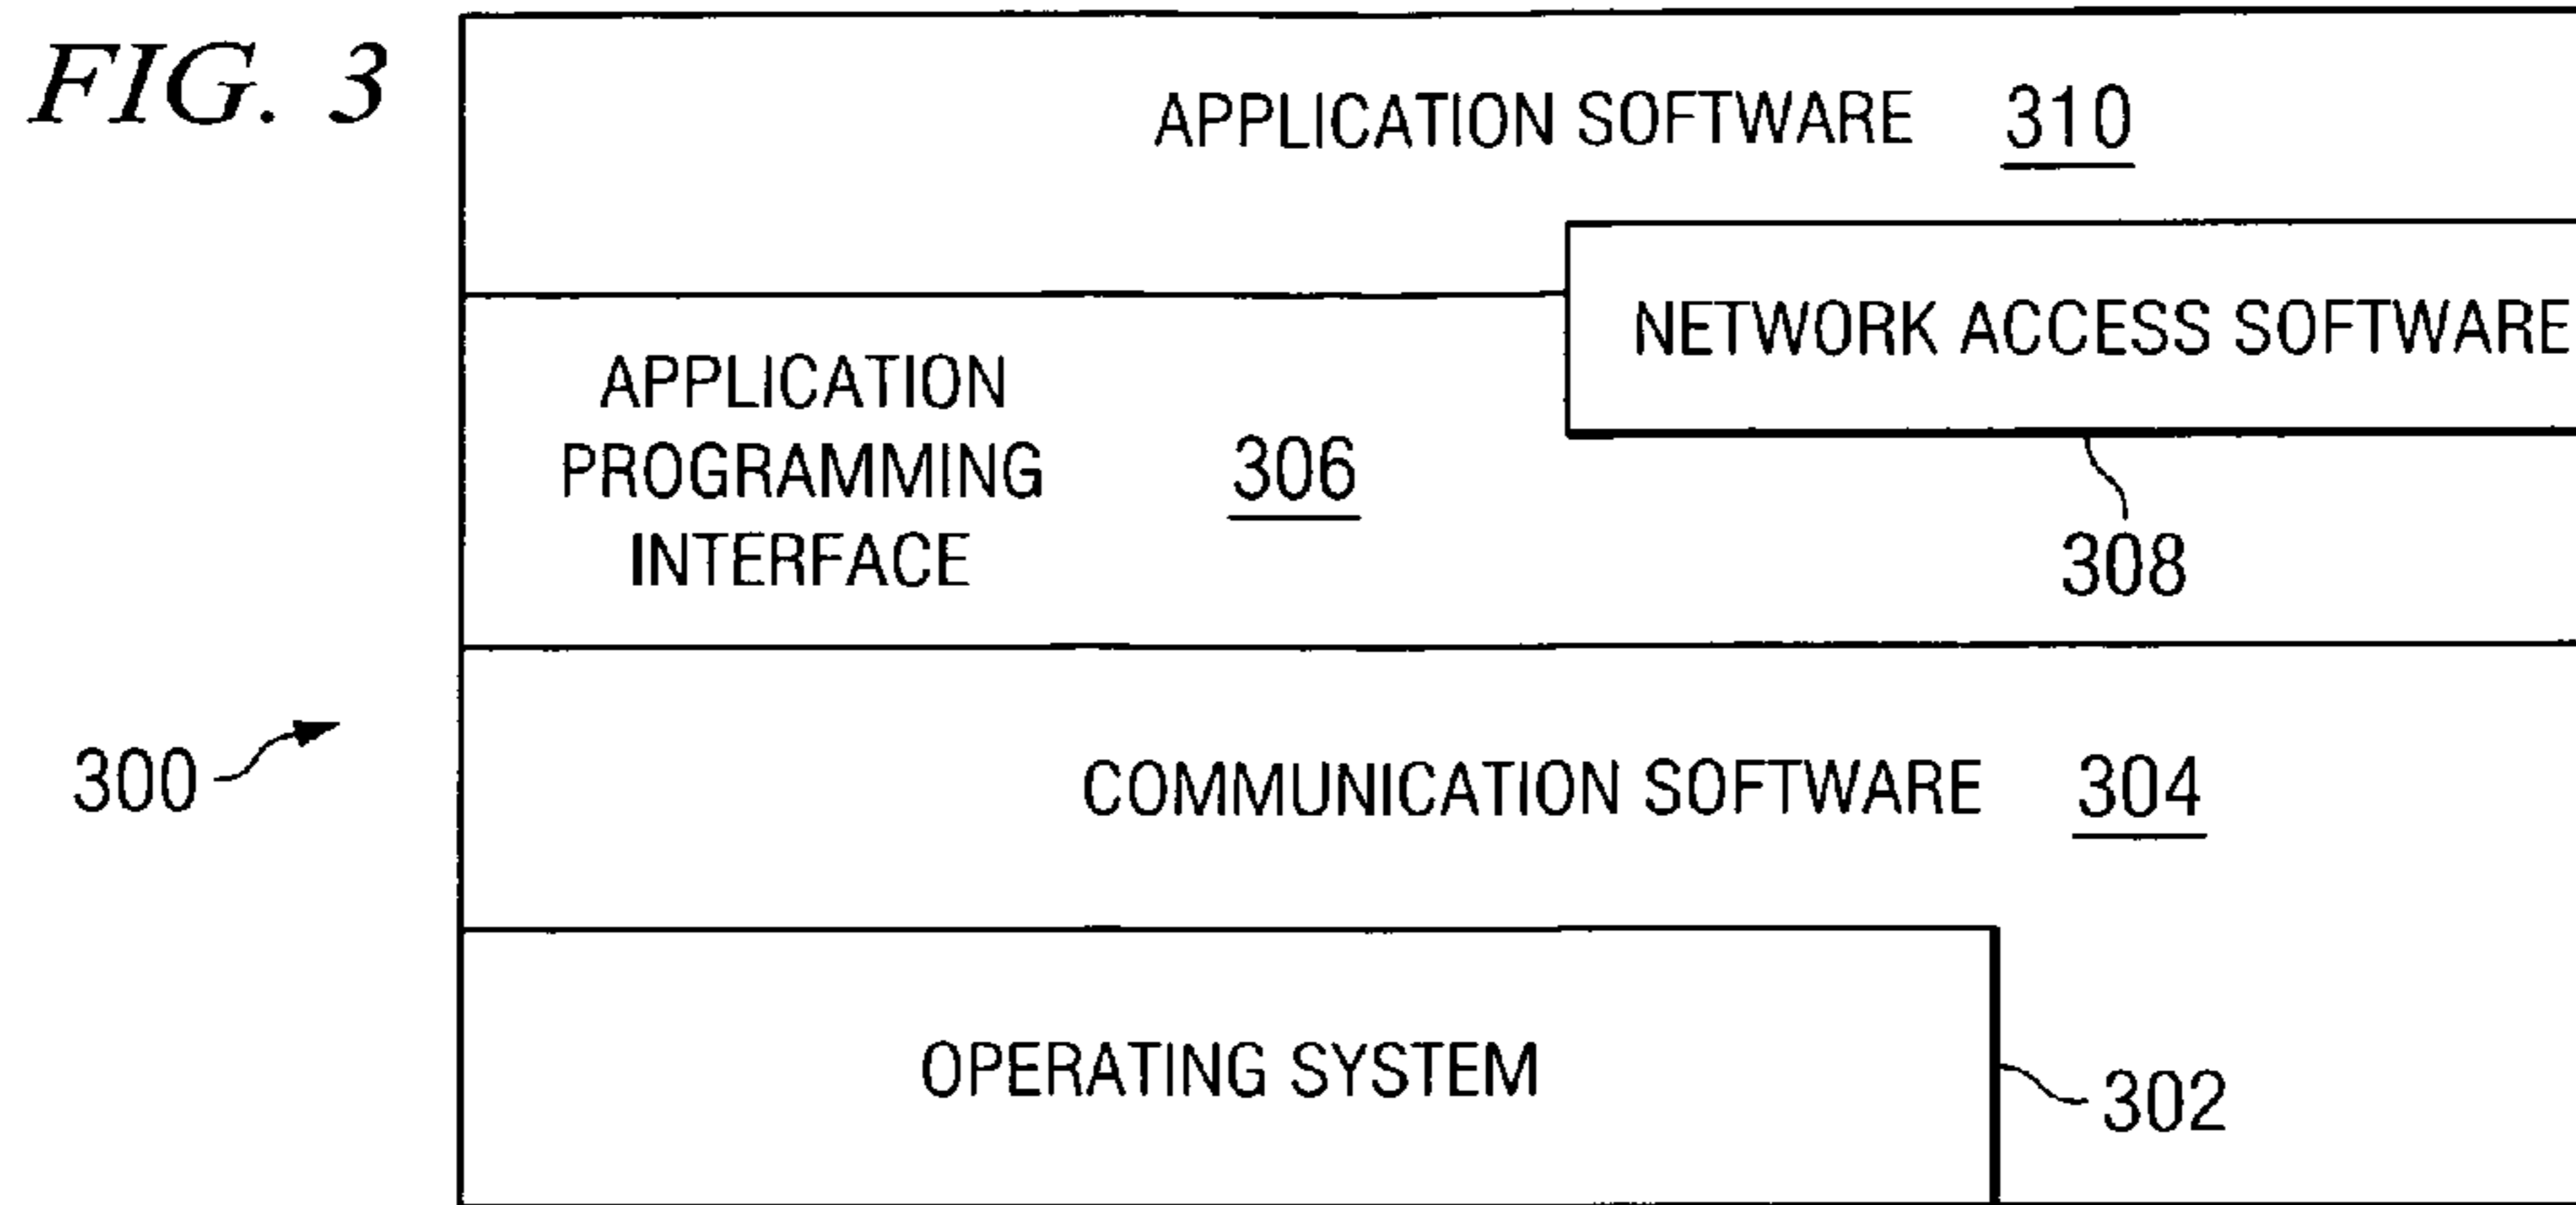 FIG. 3
APPLICATION SOFTWARE 310
NETWORK ACCESS SOFTWARE
308
APPLICATION
PROGRAMMING
INTERFACE
306
300
COMMUNICATION SOFTWARE 304
OPERATING SYSTEM
302